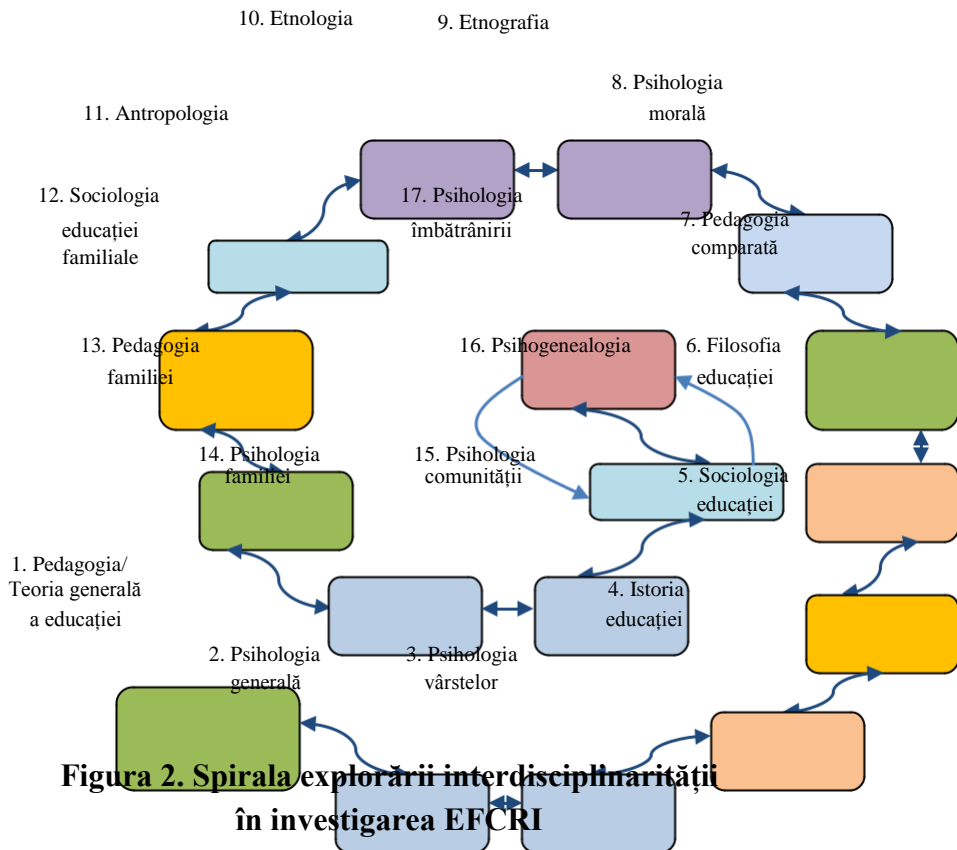 10. Etnologia
9. Etnografia
8. Psihologia
morală
11. Antropologia
12. Sociologia
educației
familiale
17. Psihologia
îmbătrânirii
7. Pedagogia
comparată
13. Pedagogia
familiei
16. Psihogenealogia
6. Filosofia
educației
14. Psihologia
familiei
15. Psihologia
comunității
5. Sociologia
educației
1. Pedagogia/
Teoria generală
a educației
4. Istoria
educației
2. Psihologia
generală
3. Psihologia
vârstelor
Figura 2. Spirala explorării interdisciplinarității
în investigarea EFCRI